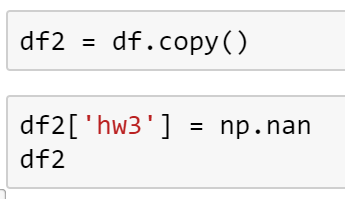 df2 = df.copy()
df2['hw3'] = np.nan
df2